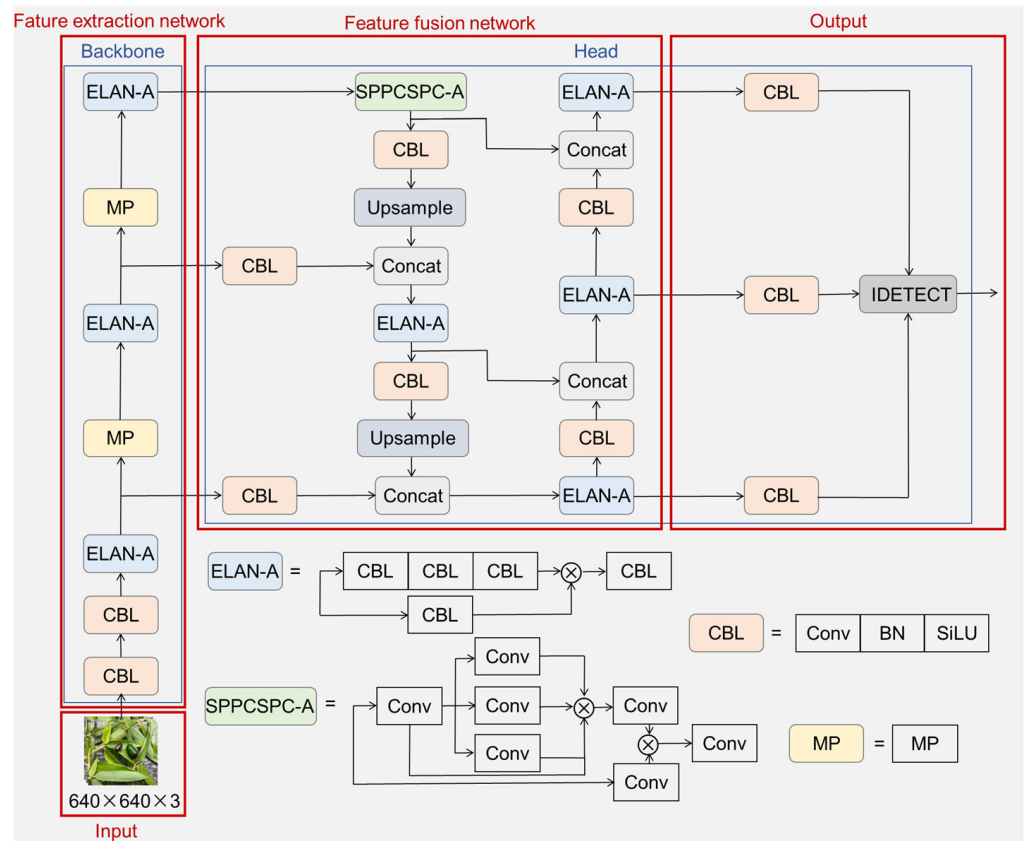 Fature extraction network
Feature fusion network
Output
Backbone
Head
ELAN-A
SPPCSPC-A
ELAN-A
CBL
CBL
Concat
MP
Upsample
CBL
CBL
Concat
ELAN-A
CBL
IDETECT
ELAN-A
ELAN-A
CBL
Concat
MP
Upsample
CBL
CBL
Concat
ELAN-A
CBL
ELAN-A
CBL
CBL
640×640×3
Input
ELAN-A = CBL CBL CBL CBL
CBL
CBL = Conv BN SiLU
SPPCSPC-A = Conv
Conv
Conv
Conv
Conv
Conv
Conv
MP = MP